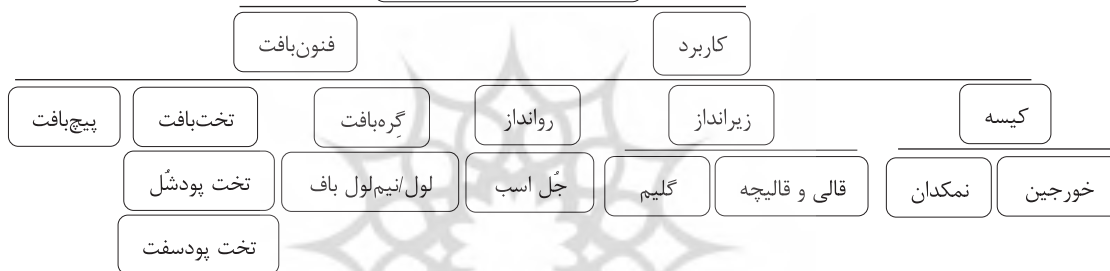 کاربرد
فنون‌بافت
کیسه
زیرانداز
روانداز
گِره‌بافت
تخت‌بافت
پیچ‌بافت
خورجین
نمکدان
قالی و قالیچه
گلیم
جُل اسب
لول/نیم‌لول باف
تخت پودشُل
تخت پودسفت